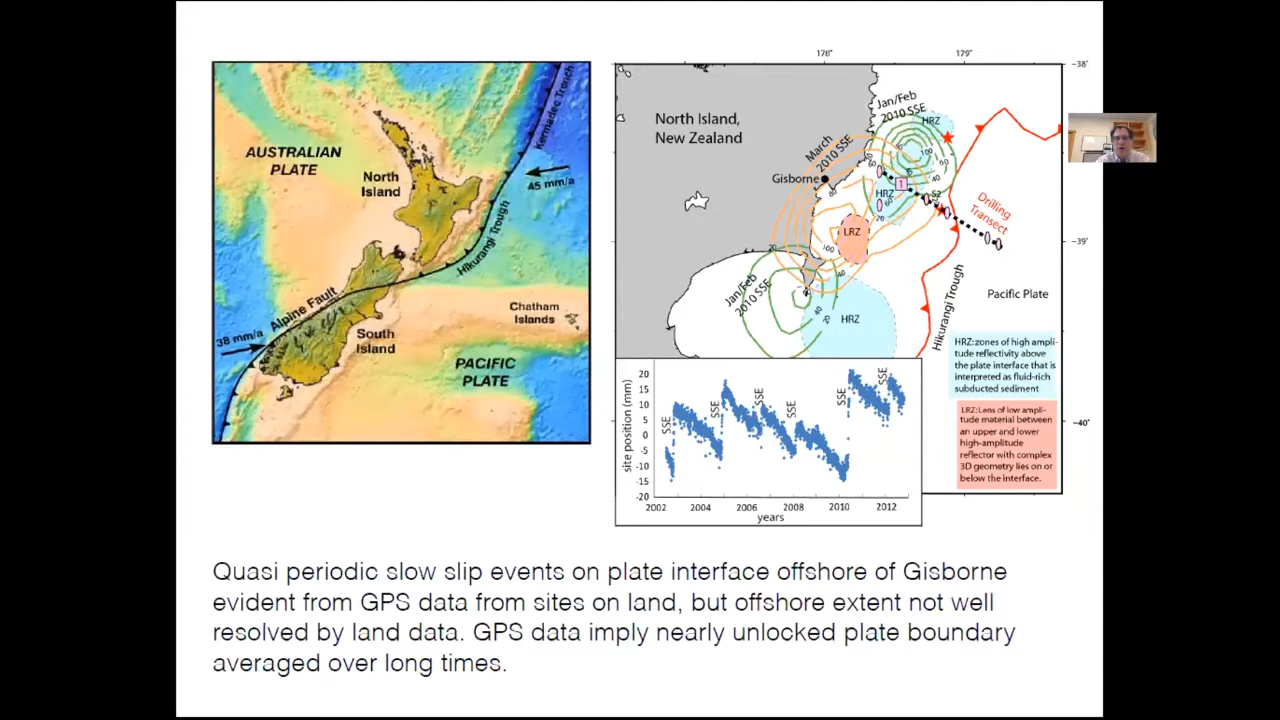 AUSTRALIAN
PLATE
North
Island
Kermadec Trench
45 mm/a
Hikurangi Trough
Alpine Fault
38 mm/a
South
Island
Chatham
Islands
PACIFIC
PLATE
178°
179°
-38°
-39°
-40°
North Island,
New Zealand
Jan/Feb
2010 SSE
HRZ
March
2010 SSE
Gisborne
1
HRZ
LRZ
Drilling
Transect
Jan/Feb
2010 SSE
HRZ
Pacific Plate
Hikurangi Trough
HRZ:zones of high ampli-
tude reflectivity above
the plate interface that is
interpreted as fluid-rich
subducted sediment
LRZ:Lens of low ampli-
tude material between
an upper and lower
high-amplitude
reflector with complex
3D geometry lies on or
below the interface.
site position (mm)
20
15
10
5
0
-5
-10
-15
-20
SSE
SSE
SSE
SSE
SSE
SSE
2002 2004 2006 2008 2010 2012
years
Quasi periodic slow slip events on plate interface offshore of Gisborne
evident from GPS data from sites on land, but offshore extent not well
resolved by land data. GPS data imply nearly unlocked plate boundary
averaged over long times.